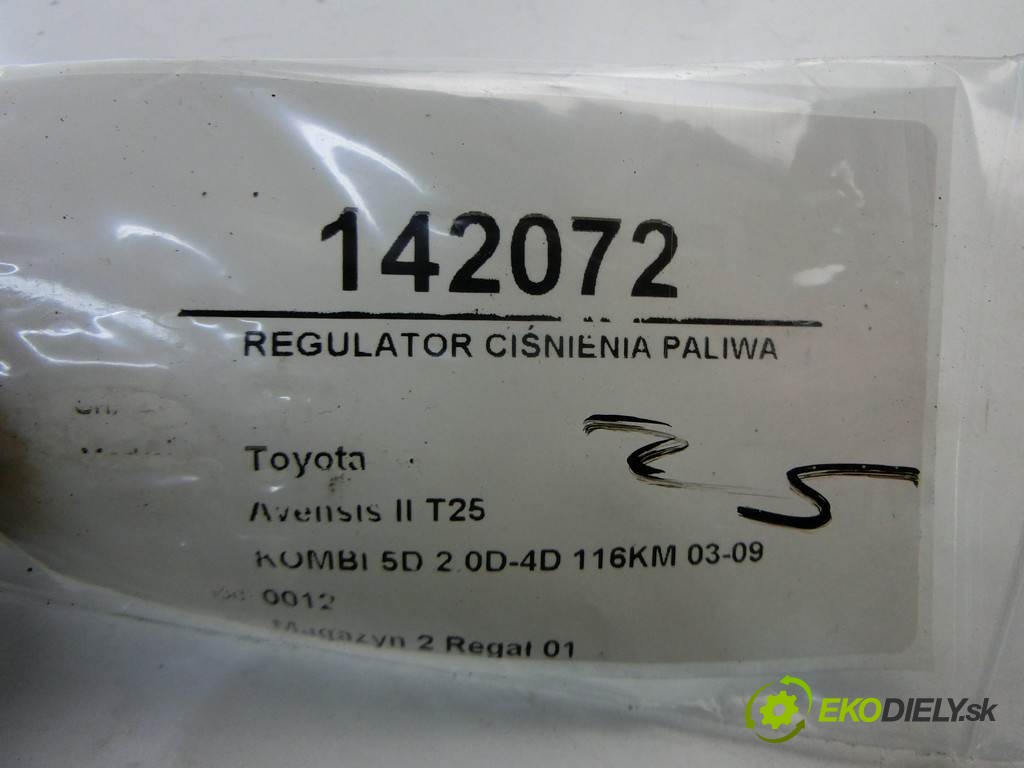 142072
REGULATOR CIŚNIENIA PALIWA
Toyota
Avensis II T25
KOMBI 5D 2.0D-4D 116KM 03-09
0012
Magazyn 2 Regał 01
25
EKODIELY.sk